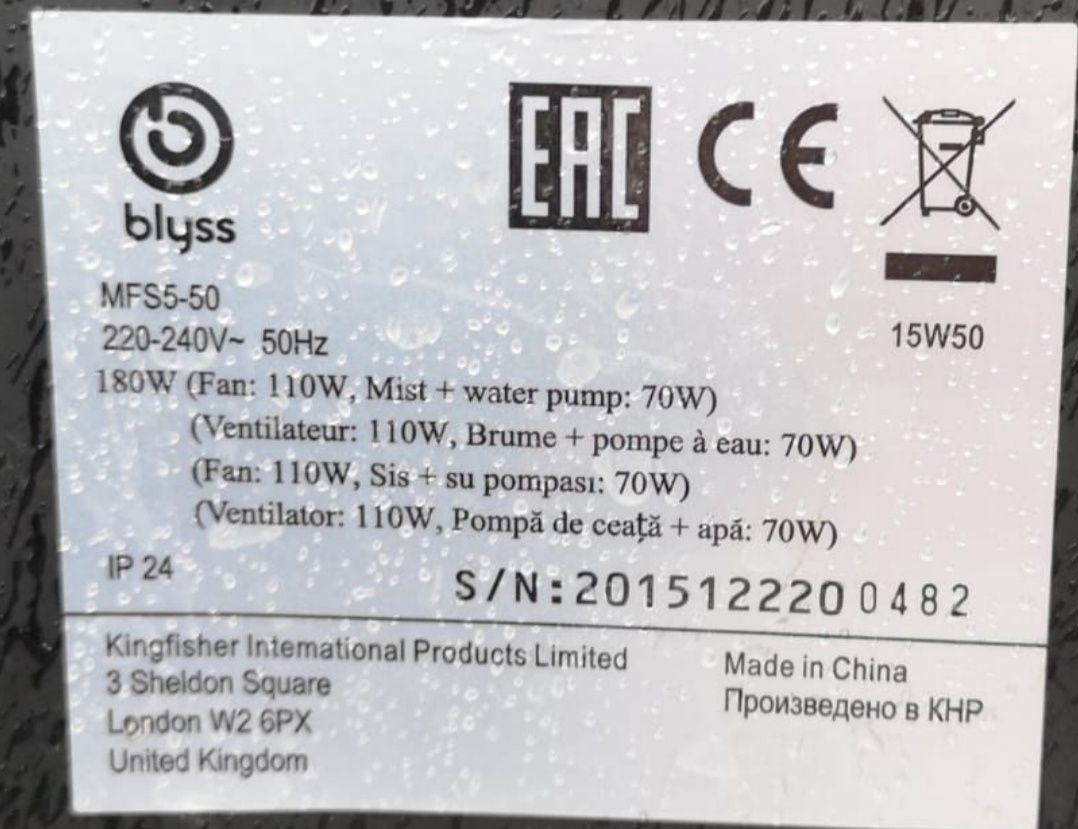 blyss
EAC CE
MFS5-50
220-240V~ 50Hz
15W50
180W (Fan: 110W, Mist + water pump: 70W)
(Ventilateur: 110W, Brume + pompe à eau: 70W)
(Fan: 110W, Sis + su pompası: 70W)
(Ventilator: 110W, Pompă de ceață + apă: 70W)
IP 24
S/N:2015122200482
Kingfisher International Products Limited
3 Sheldon Square
London W2 6PX
United Kingdom
Made in China
Произведено в КНР